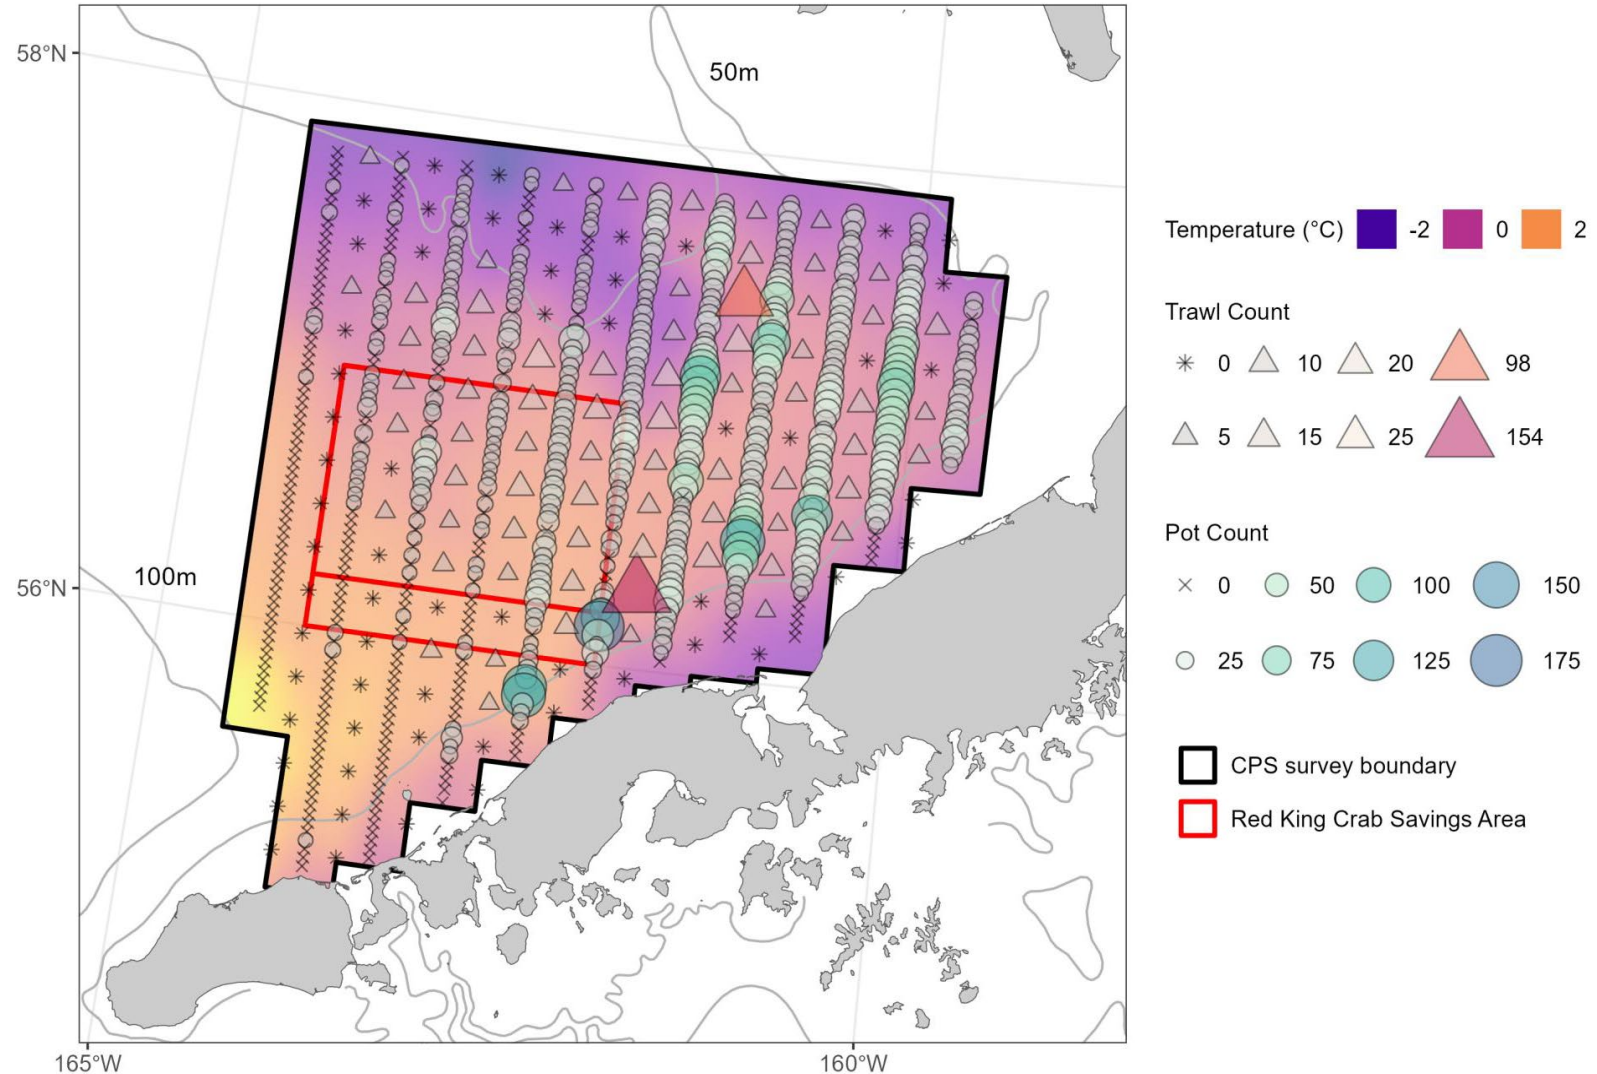 58°N
50m
56°N
100m
165°W
160°W
Temperature (°C) -2 0 2
Trawl Count
0 10 20 98
5 15 25 154
Pot Count
0 50 100 150
25 75 125 175
CPS survey boundary
Red King Crab Savings Area